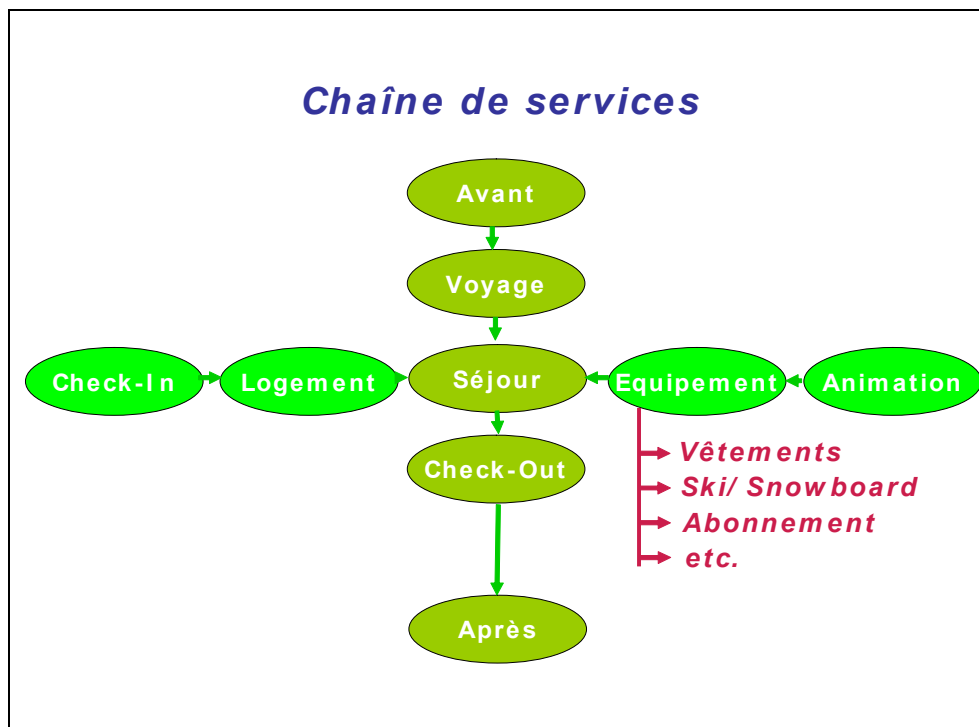 Chaîne de services
Avant
Voyage
Check-In
Logement
Séjour
Equipement
Animation
Vêtements
Check-Out
Ski/ Snowboard
Abonnement
etc.
Après